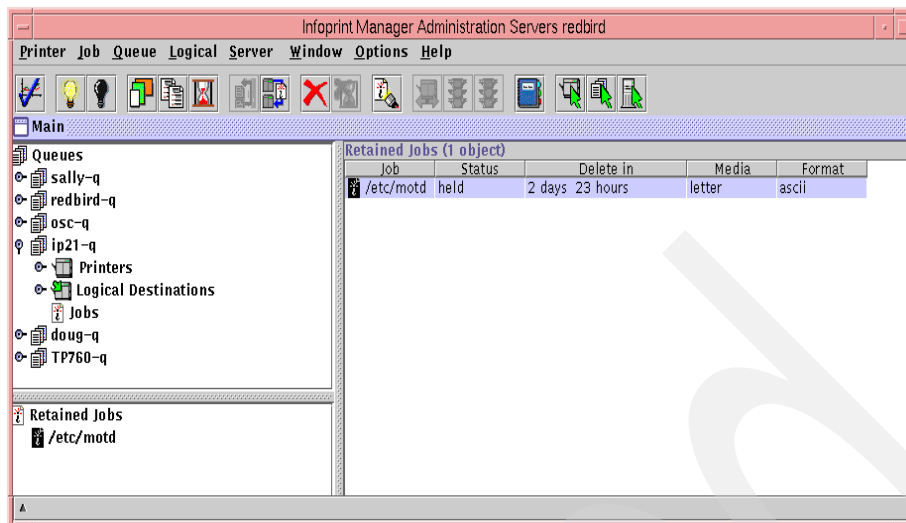 Infoprint Manager Administration Servers redbird
Printer Job Queue Logical Server Window Options Help
Main
Queues
sally-q
redbird-q
osc-q
ip21-q
Printers
Logical Destinations
Jobs
doug-q
TP760-q
Retained Jobs
/etc/motd
Retained Jobs (1 object)
Job Status Delete in Media Format
/etc/motd held 2 days 23 hours letter ascii